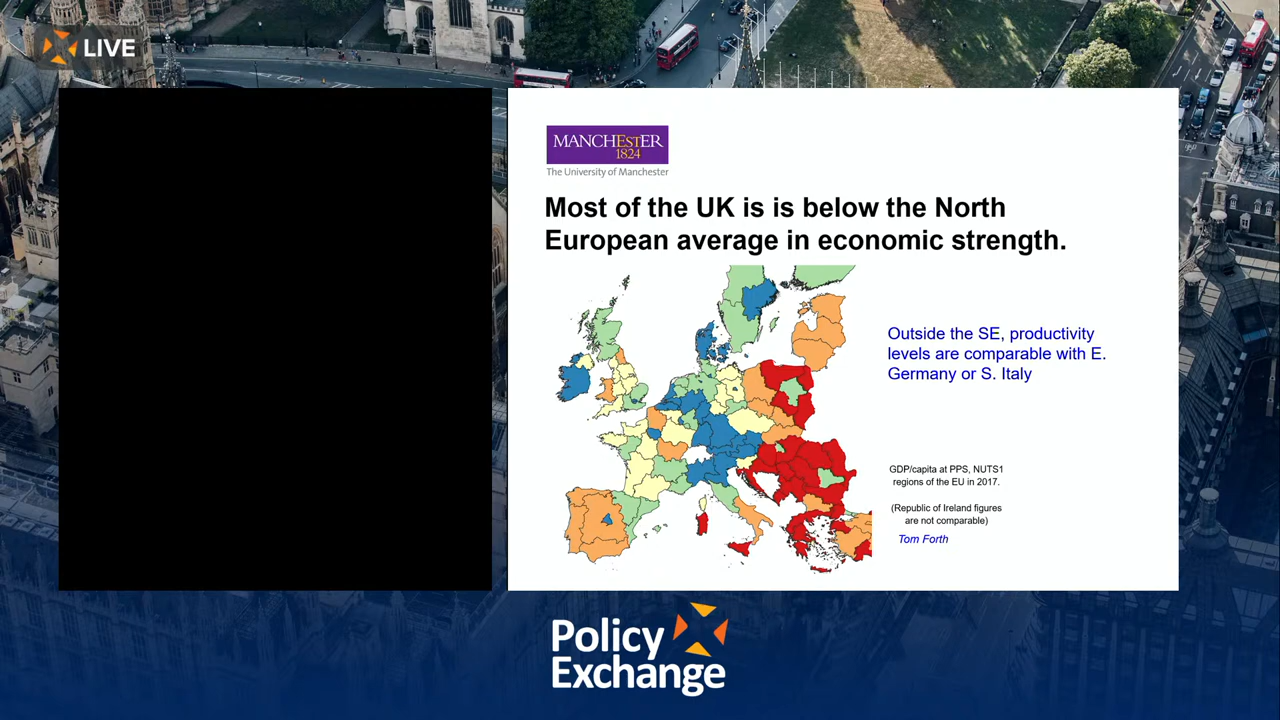 LIVE
MANCHESTER
1824
The University of Manchester
Most of the UK is is below the North
European average in economic strength.
Outside the SE, productivity
levels are comparable with E.
Germany or S. Italy
GDP/capita at PPS, NUTS1
regions of the EU in 2017.
(Republic of Ireland figures
are not comparable)
Tom Forth
Policy
Exchange